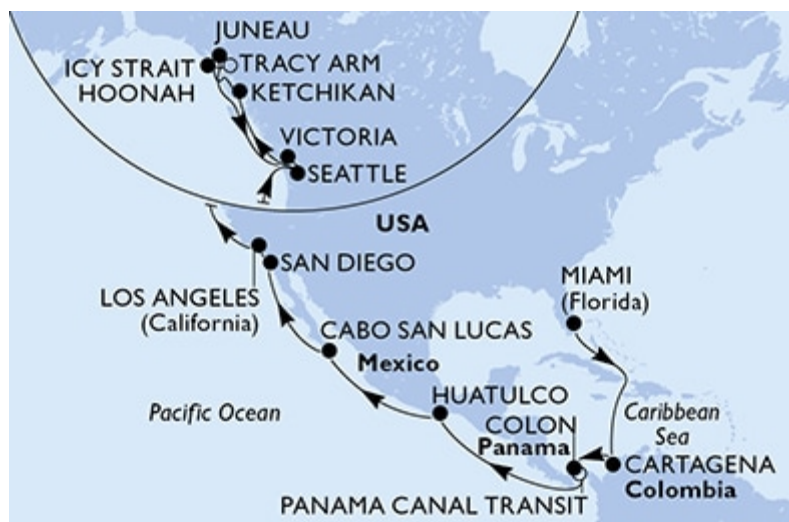 JUNEAU
ICY STRAIT
HOONAH
TRACY ARM
KETCHIKAN
VICTORIA
SEATTLE
USA
SAN DIEGO
LOS ANGELES
(California)
MIAMI
(Florida)
CABO SAN LUCAS
Mexico
HUATULCO
Pacific Ocean
COLON
Panama
Caribbean
Sea
CARTAGENA
Colombia
PANAMA CANAL TRANSIT